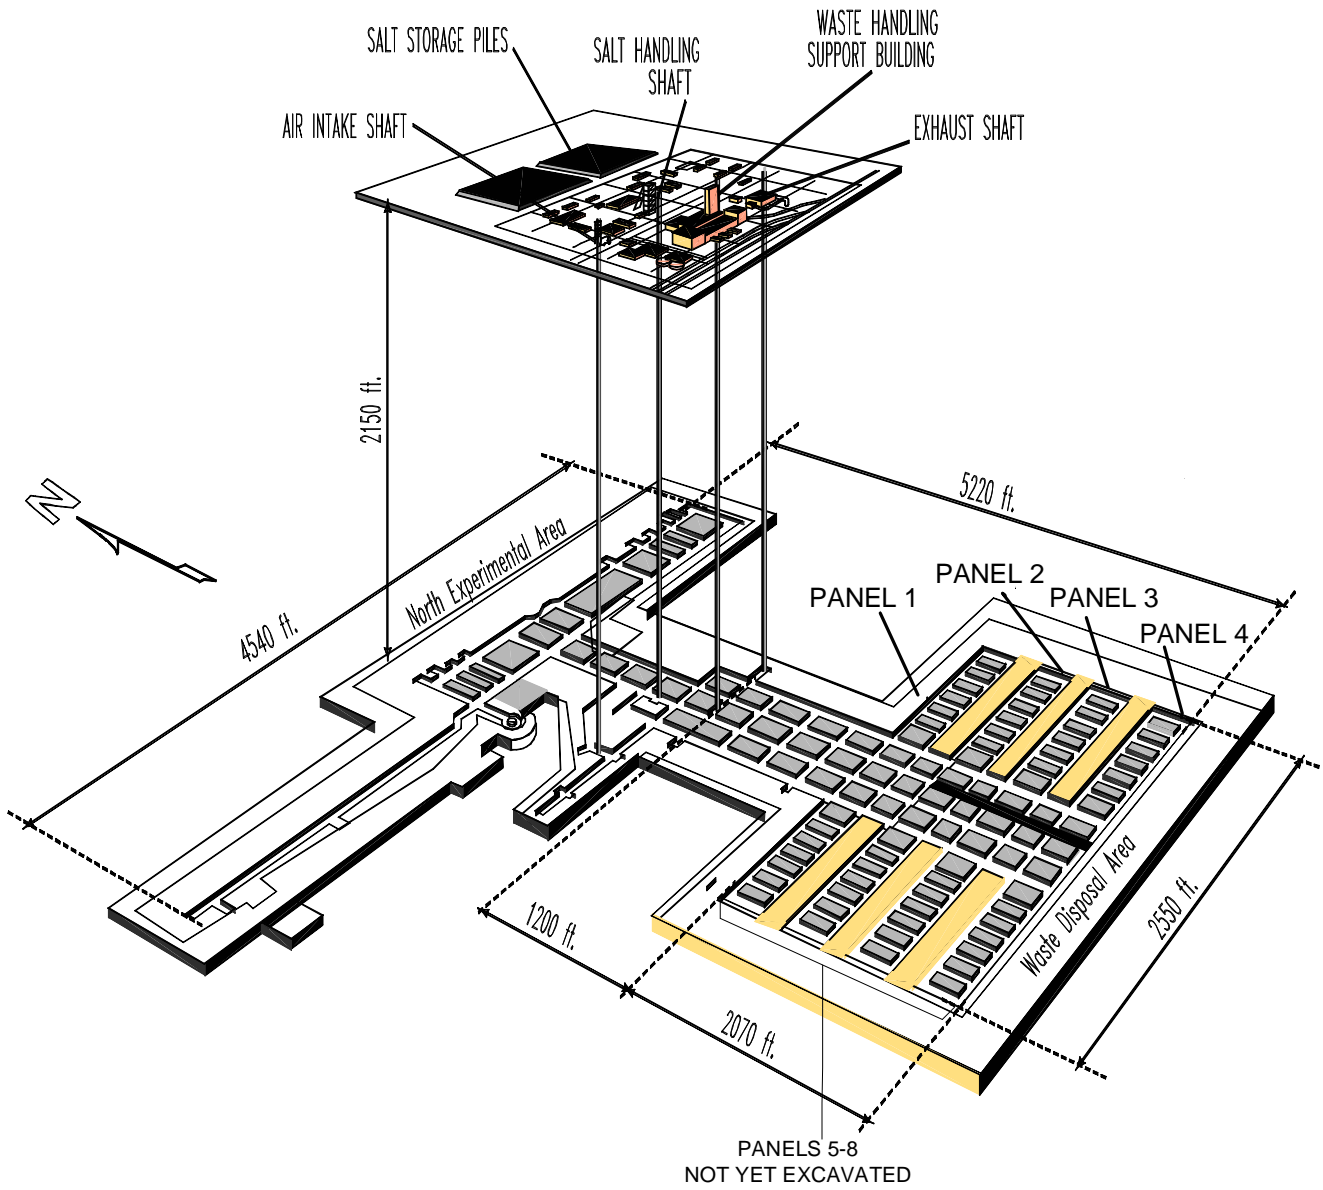 WASTE HANDLING
SUPPORT BUILDING
SALT STORAGE PILES
SALT HANDLING
SHAFT
AIR INTAKE SHAFT
EXHAUST SHAFT
2150 ft.
N
5220 ft.
North Experimental Area
4540 ft.
PANEL 1
PANEL 2
PANEL 3
PANEL 4
Waste Disposal Area
2550 ft.
1200 ft.
2070 ft.
PANELS 5-8
NOT YET EXCAVATED